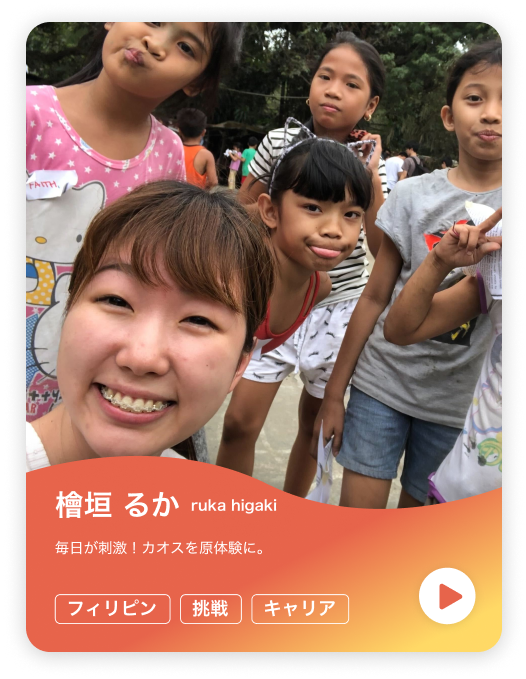 檜垣 るか ruka higaki
毎日が刺激！カオスを原体験に。
フィリピン 挑戦 キャリア